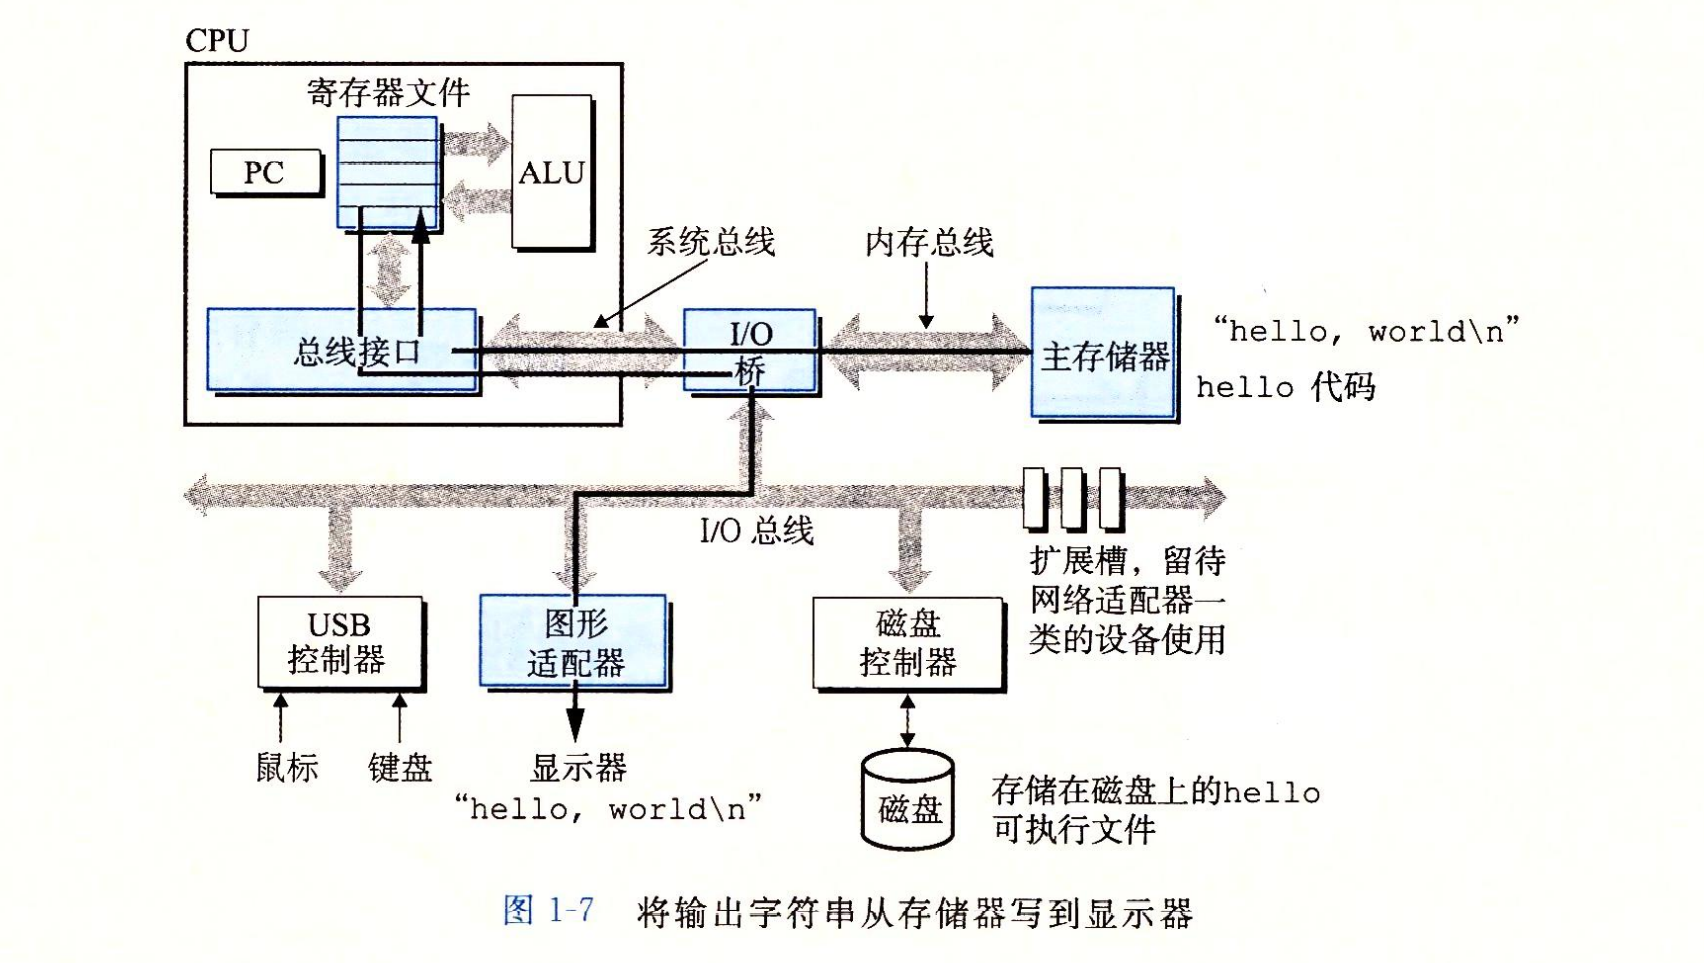 CPU
寄存器文件
PC
ALU
系统总线
内存总线
总线接口
I/O
桥
主存储器
“hello, world\n”
hello 代码
I/O 总线
扩展槽，留待
网络适配器一
类的设备使用
USB
控制器
图形
适配器
磁盘
控制器
鼠标
键盘
显示器
“hello, world\n”
磁盘
存储在磁盘上的hello
可执行文件
图 1-7 将输出字符串从存储器写到显示器